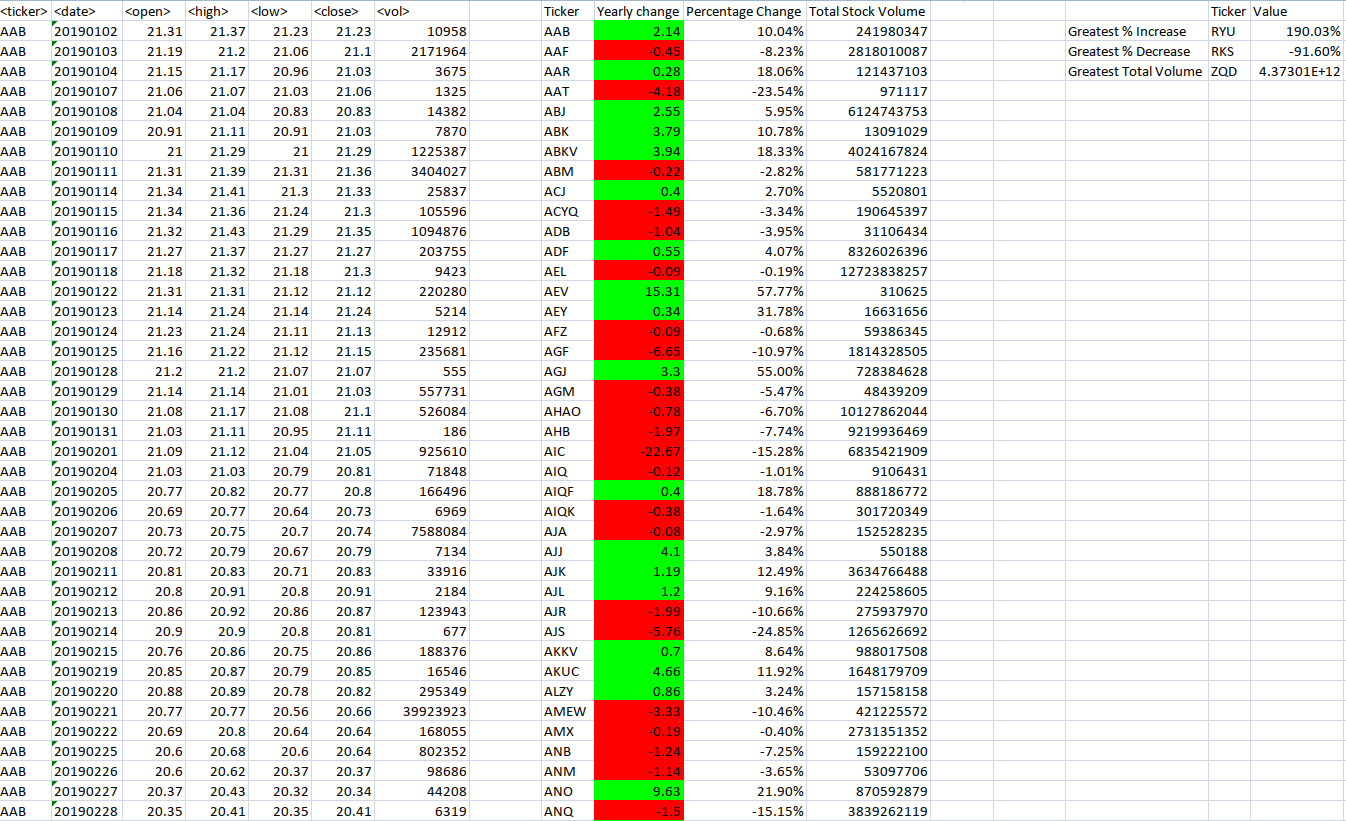 <ticker> <date> <open> <high> <low> <close> <vol> Ticker Yearly change Percentage Change Total Stock Volume Ticker Value
AAB 20190102 21.31 21.37 21.23 21.23 10958 AAB 2.14 10.04% 241980347 Greatest % Increase RYU 190.03%
AAB 20190103 21.19 21.2 21.06 21.06 2171964 AAF -0.45 -8.23% 2818010087 Greatest % Decrease RKS -91.60%
AAB 20190104 21.15 21.17 20.96 21.03 3675 AAR 0.28 18.06% 121437103 Greatest Total Volume ZQD 4.37301E+12
AAB 20190107 21.06 21.07 21.03 21.06 1325 AAT -4.18 -23.54% 971117
AAB 20190108 21.04 21.04 20.83 20.83 14382 ABJ 2.55 5.95% 6124743753
AAB 20190109 20.91 21.11 20.91 21.03 7870 ABK 3.79 10.78% 13091029
AAB 20190110 21 21.29 21 21.29 1225387 ABKV 3.94 18.33% 4024167824
AAB 20190111 21.31 21.39 21.31 21.36 3404027 ABM -0.22 -2.82% 581771223
AAB 20190114 21.34 21.41 21.3 21.33 25837 ACJ 0.4 2.70% 5520801
AAB 20190115 21.34 21.36 21.24 21.3 105596 ACYQ -1.49 -3.34% 190645397
AAB 20190116 21.32 21.43 21.29 21.35 1094876 ADB -1.04 -3.95% 31106434
AAB 20190117 21.27 21.37 21.27 21.27 203755 ADF 0.55 4.07% 8326026396
AAB 20190118 21.18 21.32 21.18 21.3 9423 AEL -0.09 -0.19% 12723838257
AAB 20190122 21.31 21.31 21.12 21.12 220280 AEV 15.31 57.77% 310625
AAB 20190123 21.14 21.24 21.14 21.24 5214 AEY 0.34 31.78% 16631656
AAB 20190124 21.23 21.24 21.11 21.13 12912 AFZ -0.09 -0.68% 59386345
AAB 20190125 21.16 21.22 21.12 21.15 235681 AGF -6.65 -10.97% 1814328505
AAB 20190128 21.2 21.2 21.07 21.07 555 AGJ 3.3 55.00% 728384628
AAB 20190129 21.14 21.14 21.01 21.03 557731 AGM -0.38 -5.47% 48439209
AAB 20190130 21.08 21.17 21.08 21.1 526084 AHAO -0.78 -6.70% 10127862044
AAB 20190131 21.03 21.11 20.95 21.11 186 AHB -1.97 -7.74% 9219936469
AAB 20190201 21.09 21.12 21.04 21.05 925610 AIC -22.67 -15.28% 6835421909
AAB 20190204 21.03 21.03 20.79 20.81 71848 AIQ -0.12 -1.01% 9106431
AAB 20190205 20.77 20.82 20.77 20.8 166496 AIQF 0.4 18.78% 888186772
AAB 20190206 20.69 20.77 20.64 20.73 6969 AIQK -0.38 -1.64% 301720349
AAB 20190207 20.73 20.75 20.7 20.74 7588084 AJA -0.08 -2.97% 152528235
AAB 20190208 20.72 20.79 20.67 20.79 7134 AJJ 4.1 3.84% 550188
AAB 20190211 20.81 20.83 20.71 20.83 33916 AJK 1.19 12.49% 3634766488
AAB 20190212 20.8 20.91 20.8 20.91 2184 AJL 1.2 9.16% 224258605
AAB 20190213 20.86 20.92 20.86 20.87 123943 AJR -1.99 -10.66% 275937970
AAB 20190214 20.9 20.9 20.8 20.81 677 AJS -5.76 -24.85% 1265626692
AAB 20190215 20.76 20.86 20.75 20.86 188376 AKKV 0.7 8.64% 988017508
AAB 20190219 20.85 20.87 20.79 20.85 16546 AKUC 4.66 11.92% 1648179709
AAB 20190220 20.88 20.89 20.78 20.82 295349 ALZY 0.86 3.24% 157158158
AAB 20190221 20.77 20.77 20.56 20.66 39923923 AMEW -3.33 -10.46% 421225572
AAB 20190222 20.69 20.8 20.64 20.64 168055 AMX -0.19 -0.40% 2731351352
AAB 20190225 20.6 20.68 20.6 20.64 802352 ANB -1.24 -7.25% 159222100
AAB 20190226 20.6 20.62 20.37 20.37 98686 ANM -1.14 -3.65% 53097706
AAB 20190227 20.37 20.43 20.32 20.34 44208 ANO 9.63 21.90% 870592879
AAB 20190228 20.35 20.41 20.35 20.41 6319 ANQ -1.5 -15.15% 3839262119